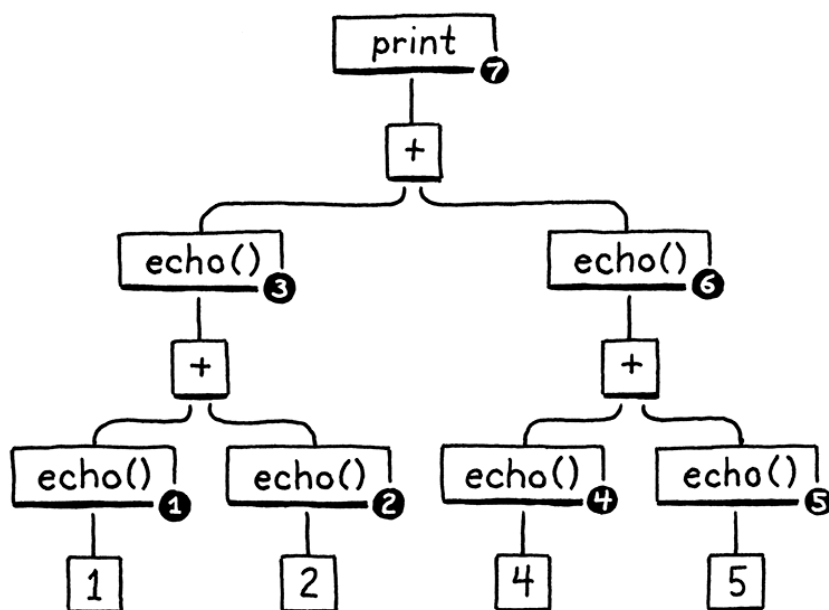 print
7
+
echo() echo()
3 6
+ +
echo() echo() echo() echo()
1 2 4 5
1 2 4 5